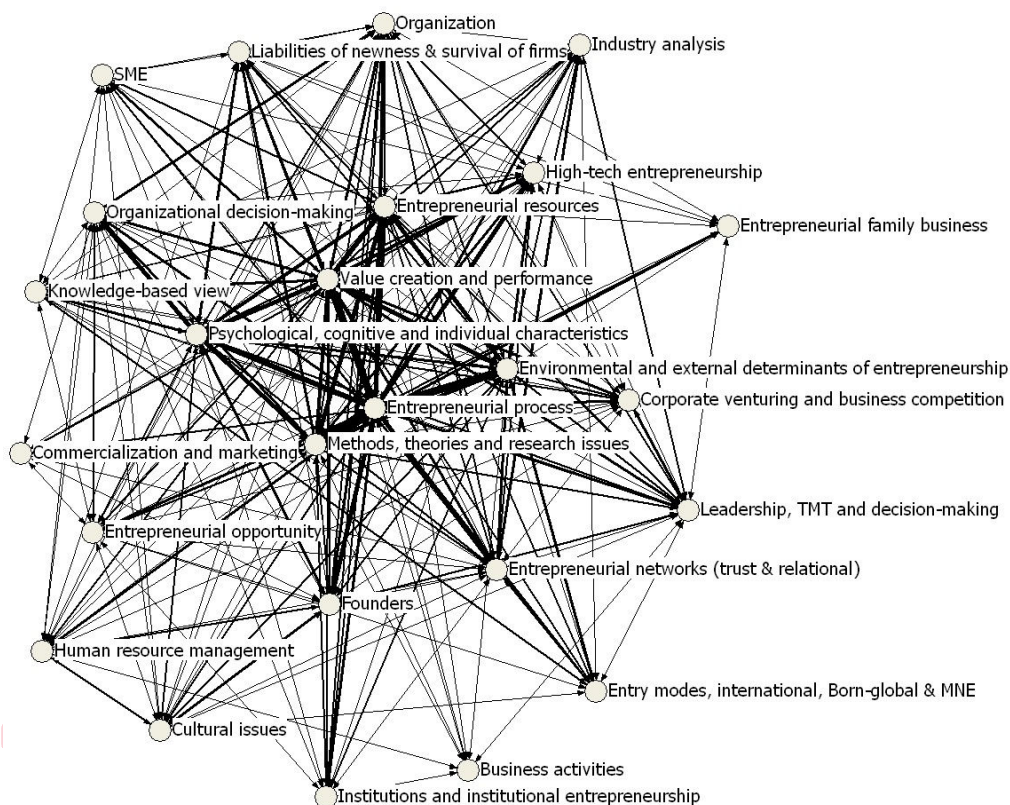 Organization
Industry analysis
Liabilities of newness & survival of firms
SME
High-tech entrepreneurship
Entrepreneurial resources
Organizational decision-making
Entrepreneurial family business
Value creation and performance
Knowledge-based view
Psychological, cognitive and individual characteristics
Environmental and external determinants of entrepreneurship
Corporate venturing and business competition
Entrepreneurial process
Methods, theories and research issues
Commercialization and marketing
Leadership, TMT and decision-making
Entrepreneurial opportunity
Entrepreneurial networks (trust & relational)
Founders
Human resource management
Entry modes, international, Born-global & MNE
Cultural issues
Business activities
Institutions and institutional entrepreneurship